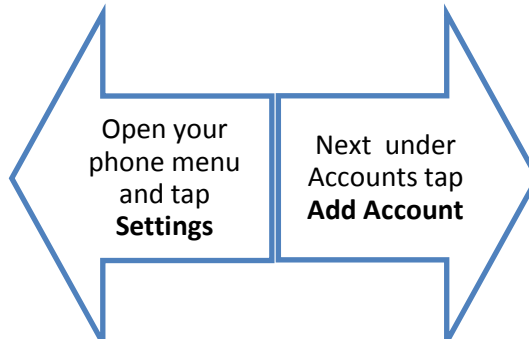 Open your
phone menu
and tap
Settings
Next  under
Accounts tap
Add Account